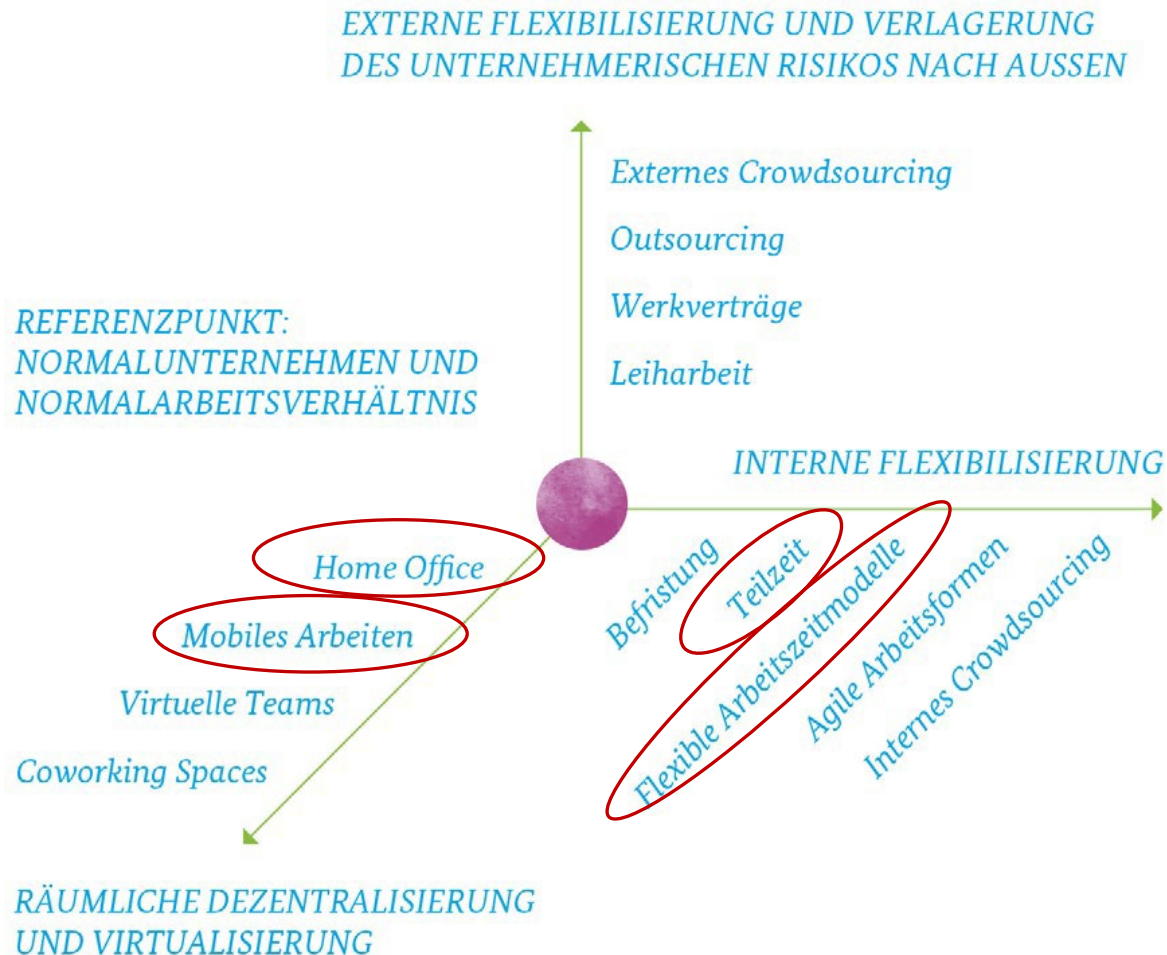 EXTERNE FLEXIBILISIERUNG UND VERLAGERUNG
DES UNTERNEHMERISCHEN RISIKOS NACH AUSSEN
Externes Crowdsourcing
Outsourcing
Werkverträge
Leiharbeit
REFERENZPUNKT:
NORMALUNTERNEHMEN UND
NORMALARBEITSVERHÄLTNIS
INTERNE FLEXIBILISIERUNG
Befristung
Teilzeit
Flexible Arbeitszeitmodelle
Agile Arbeitsformen
Internes Crowdsourcing
Home Office
Mobiles Arbeiten
Virtuelle Teams
Coworking Spaces
RÄUMLICHE DEZENTRALISIERUNG
UND VIRTUALISIERUNG